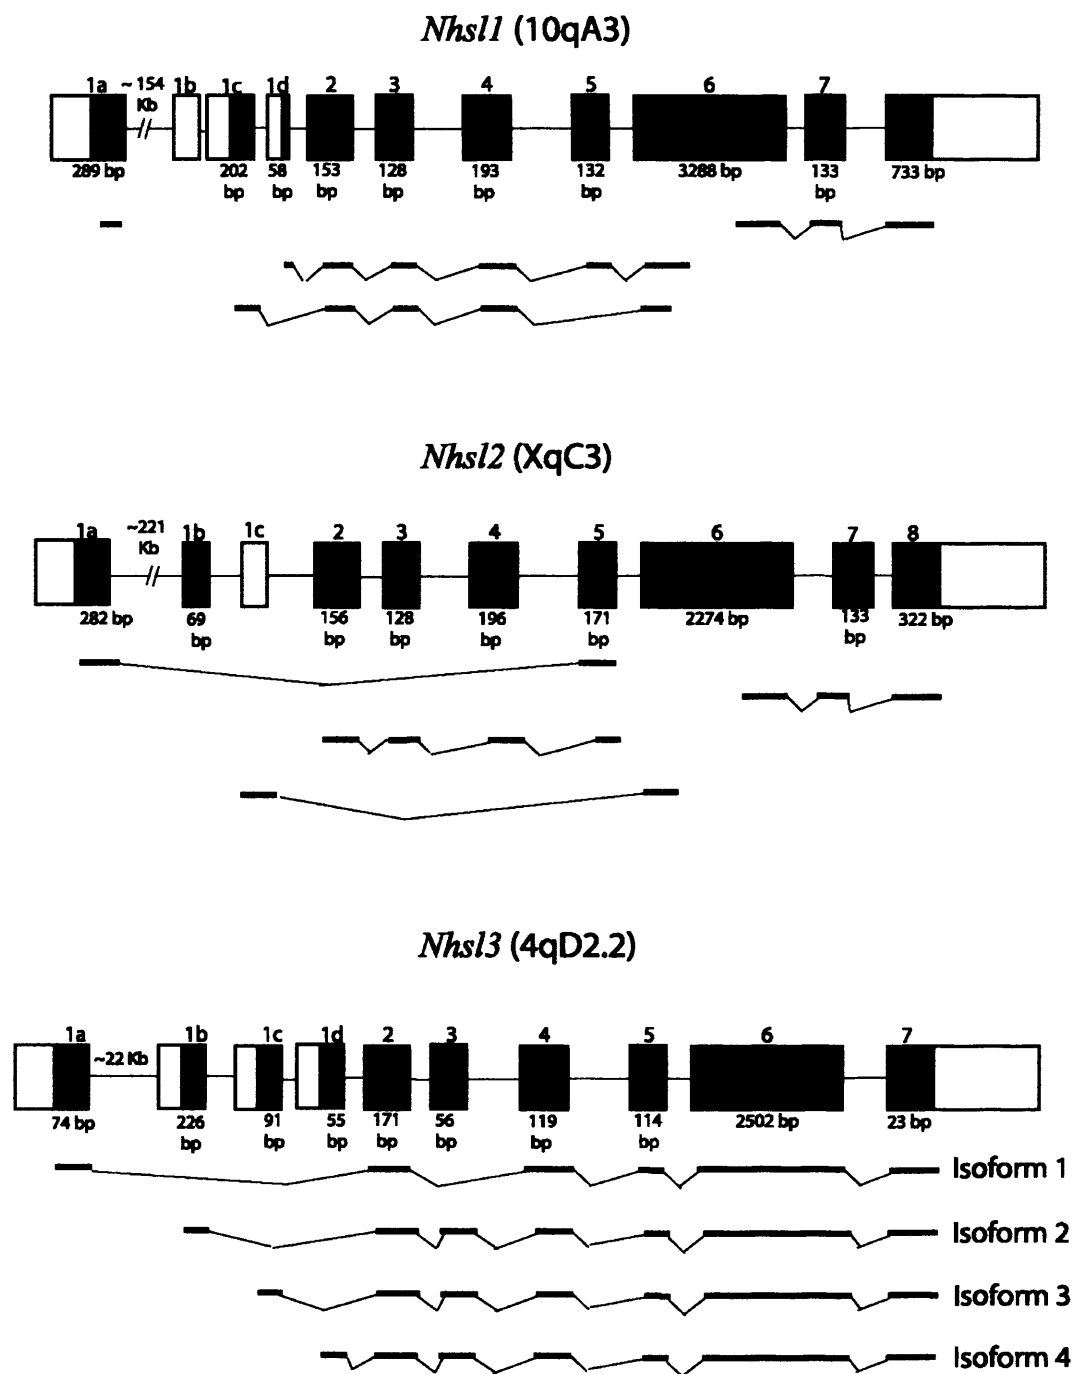 Nhsl1 (10qA3)
1a ~ 154 1b 1c 1d 2 3 4 5 6 7
Kb
289 bp 202 58 153 128 193 132 3288 bp 133 733 bp
bp bp bp bp bp bp bp
Nhsl2 (XqC3)
1a ~221 1b 1c 2 3 4 5 6 7 8
Kb
282 bp 69 156 128 196 171 2274 bp 133 322 bp
bp bp bp bp bp bp
Nhsl3 (4qD2.2)
1a 1b 1c 1d 2 3 4 5 6 7
~22 Kb
74 bp 226 91 55 171 56 119 114 2502 bp 23 bp
bp bp bp bp bp bp bp
Isoform 1
Isoform 2
Isoform 3
Isoform 4